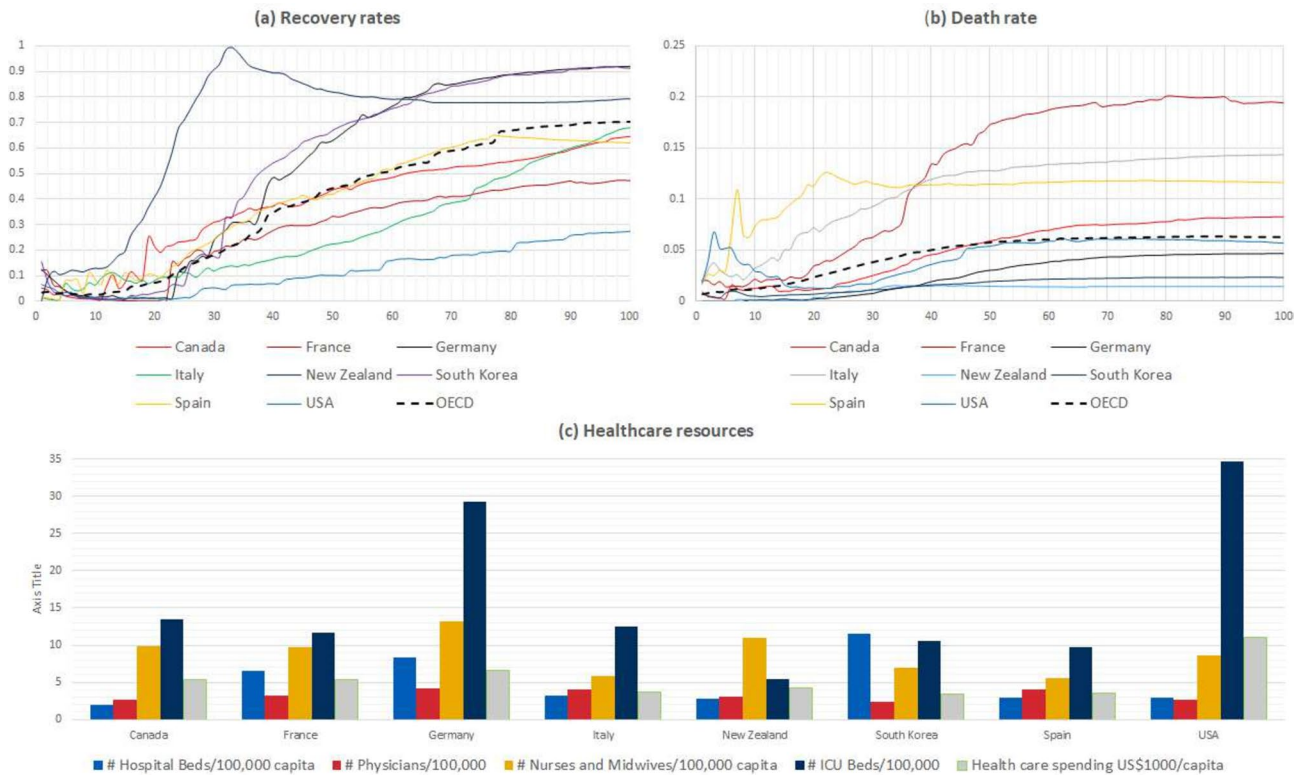 (a) Recovery rates
1
0.9
0.8
0.7
0.6
0.5
0.4
0.3
0.2
0.1
0
0 10 20 30 40 50 60 70 80 90 100
Canada France Germany
Italy New Zealand South Korea
Spain USA OECD
(b) Death rate
0.25
0.2
0.15
0.1
0.05
0
0 10 20 30 40 50 60 70 80 90 100
Canada France Germany
Italy New Zealand South Korea
Spain USA OECD
(c) Healthcare resources
Axis Title
35
30
25
20
15
10
5
0
Canada France Germany Italy New Zealand South Korea Spain USA
# Hospital Beds/100,000 capita # Physicians/100,000 # Nurses and Midwives/100,000 capita # ICU Beds/100,000 Health care spending US$1000/capita